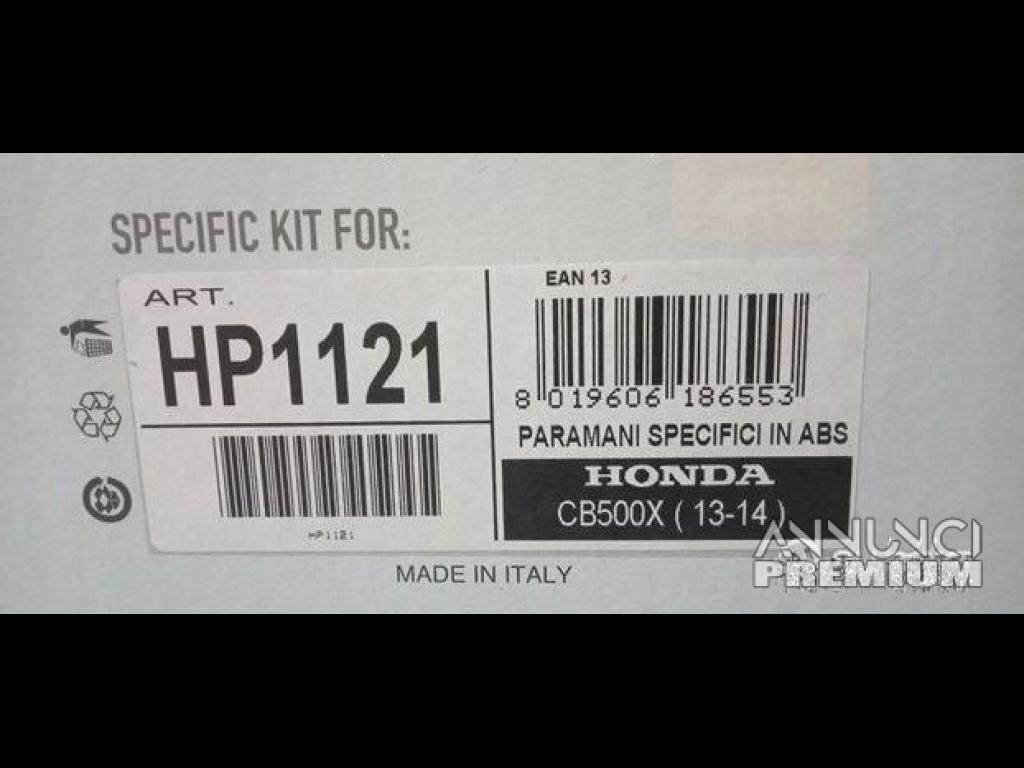 SPECIFIC KIT FOR:
ART.
HP1121
HP1121
EAN 13
8 019606 186553
PARAMANI SPECIFICI IN ABS
HONDA
CB500X ( 13-14 )
MADE IN ITALY
ANNUNCI
PREMIUM